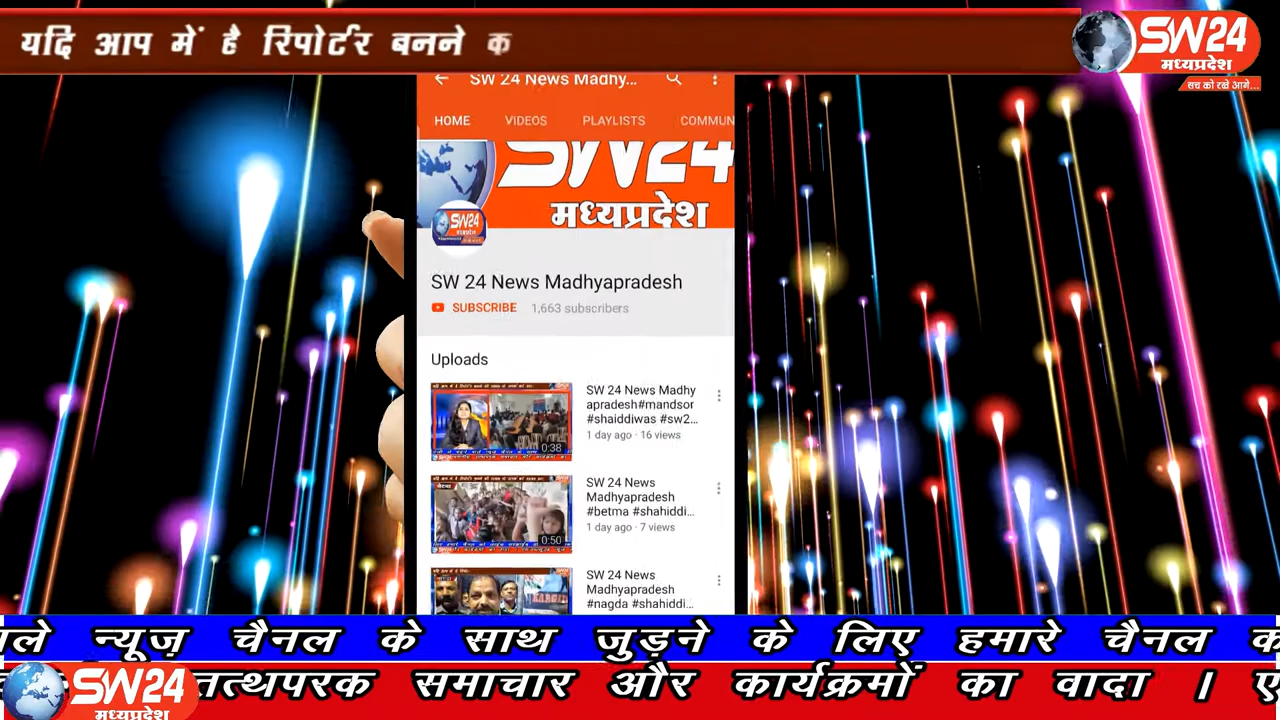 यदि आप में है रिपोर्टर बनने क
SW24
मध्यप्रदेश
सच को रखे आगे...
SW 24 News Madhy...
HOME VIDEOS PLAYLISTS COMMUN
SW24
मध्यप्रदेश
SW24
SW 24 News Madhyapradesh
SUBSCRIBE 1,663 subscribers
Uploads
SW 24 News Madhy
apradesh#mandsor
#shaiddiwas #sw2...
1 day ago · 16 views
0:38
SW 24 News
Madhyapradesh
#betma #shahiddi...
1 day ago · 7 views
0:50
SW 24 News
Madhyapradesh
#nagda #shahiddi...
ले न्यूज़ चैनल के साथ जुड़ने के लिए हमारे चैनल क
तत्थपरक समाचार और कार्यक्रमों का वादा । ए
SW24
मध्यप्रदेश